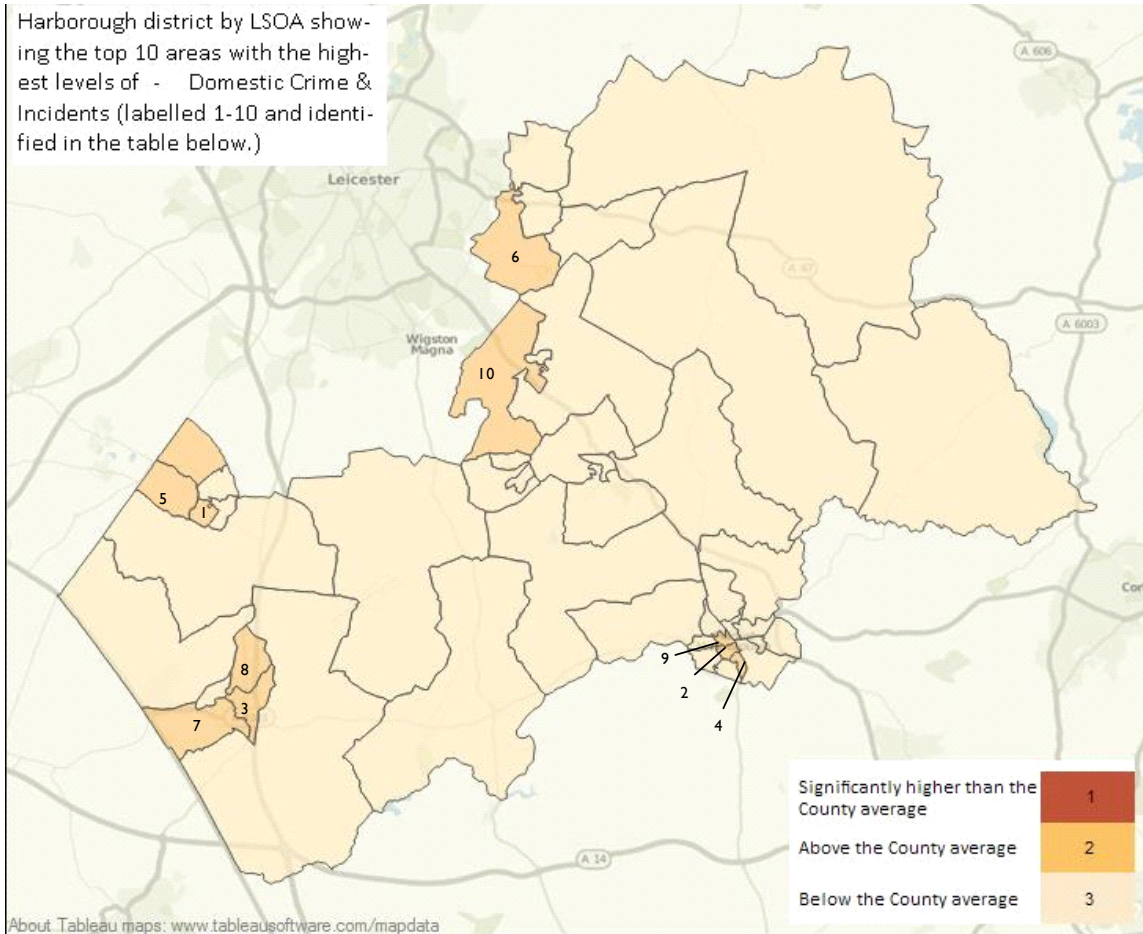 Harborough district by LSOA show-
ing the top 10 areas with the high-
est levels of - Domestic Crime &
Incidents (labelled 1-10 and identi-
fied in the table below.)
A 606
Leicester
6
A 47
A 6003
Wigston
Magna
10
5
1
Cor
9
8
2
3
4
7
Significantly higher than the
County average
1
Above the County average
2
Below the County average
3
A 14
About Tableau maps: www.tableausoftware.com/mapdata